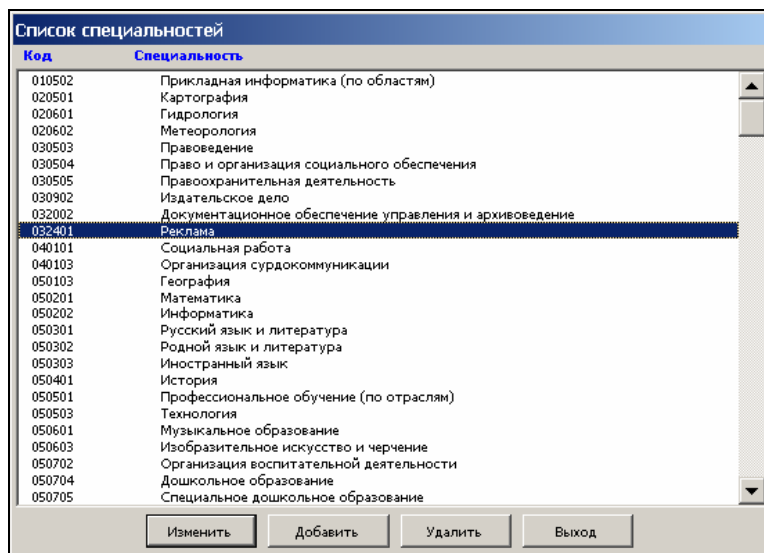 Список специальностей
Код Специальность
010502 Прикладная информатика (по областям)
020501 Картография
020601 Гидрология
020602 Метеорология
030503 Правоведение
030504 Право и организация социального обеспечения
030505 Правоохранительная деятельность
030902 Издательское дело
032002 Документационное обеспечение управления и архивоведение
032401 Реклама
040101 Социальная работа
040103 Организация сурдокоммуникации
050103 География
050201 Математика
050202 Информатика
050301 Русский язык и литература
050302 Родной язык и литература
050303 Иностранный язык
050401 История
050501 Профессиональное обучение (по отраслям)
050503 Технология
050601 Музыкальное образование
050603 Изобразительное искусство и черчение
050702 Организация воспитательной деятельности
050704 Дошкольное образование
050705 Специальное дошкольное образование
Изменить Добавить Удалить Выход